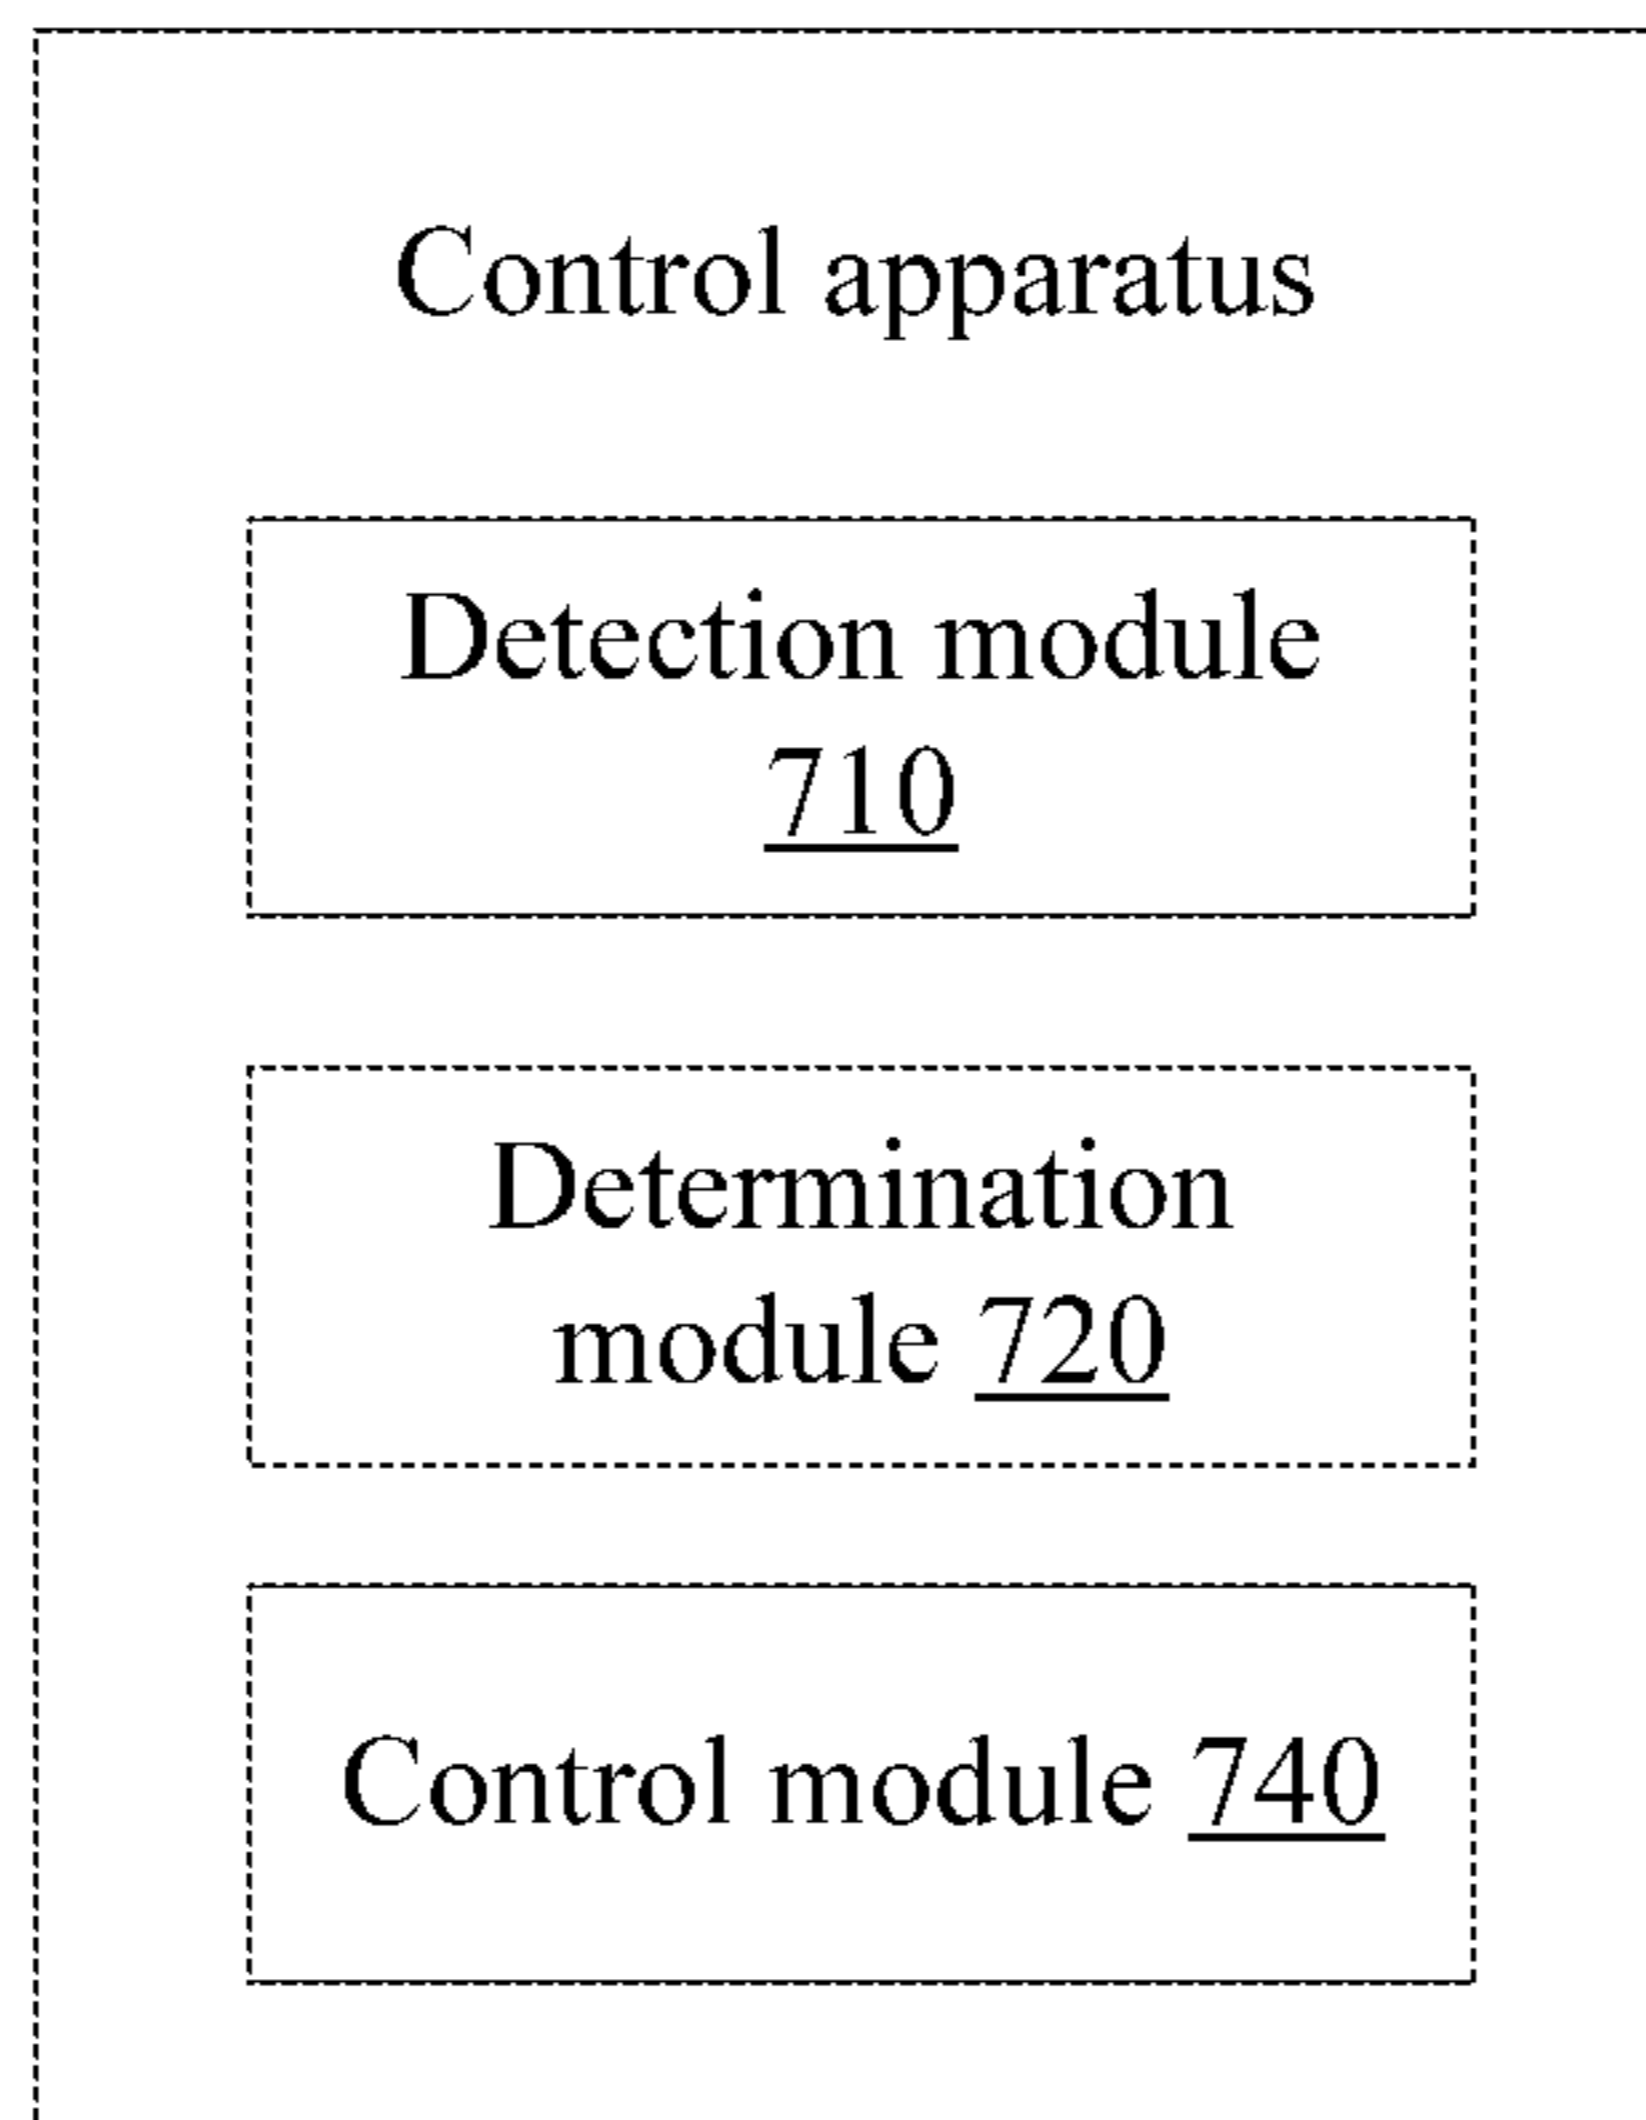 Control apparatus
Detection module
710
Determination
module 720
Control module 740